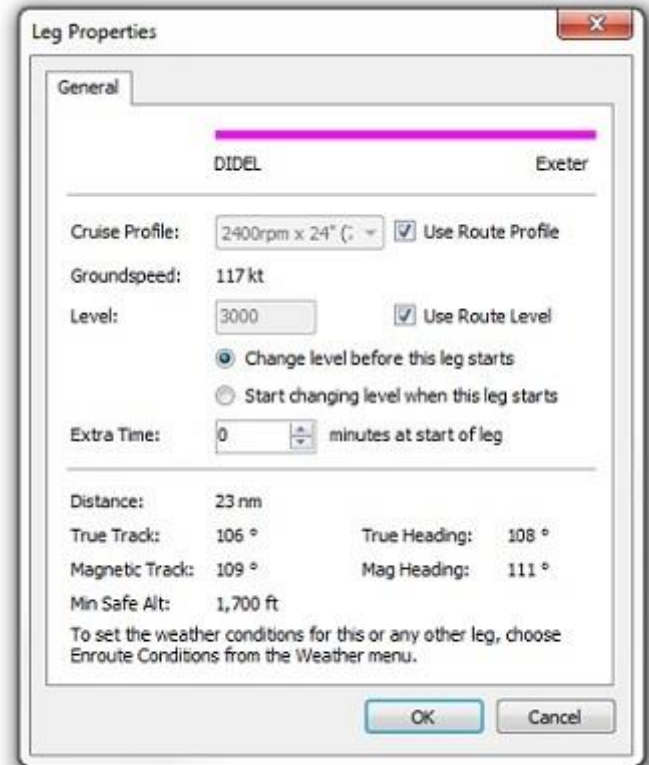 Leg Properties
General
DIDEL Exeter
Cruise Profile: 2400rpm x 24" (: Use Route Profile
Groundspeed: 117 kt
Level: 3000 Use Route Level
Change level before this leg starts
Start changing level when this leg starts
Extra Time: 0 minutes at start of leg
Distance: 23 nm
True Track: 106 ° True Heading: 108 °
Magnetic Track: 109 ° Mag Heading: 111 °
Min Safe Alt: 1,700 ft
To set the weather conditions for this or any other leg, choose
Enroute Conditions from the Weather menu.
OK Cancel